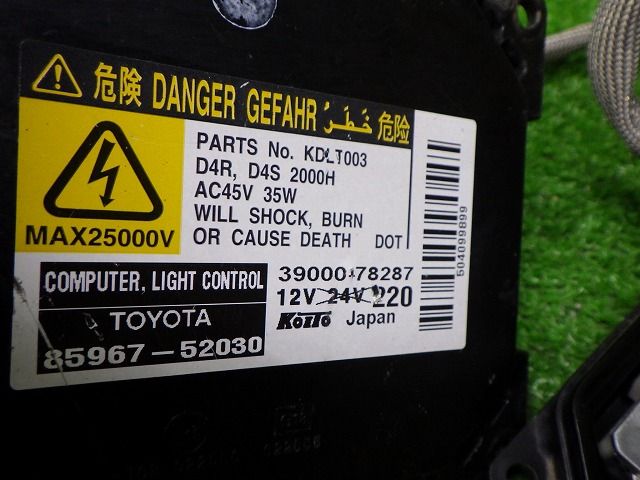 危険 DANGER GEFAHR خَطَر 危险
MAX25000V
PARTS No. KDLT003
D4R, D4S 2000H
AC45V 35W
WILL SHOCK, BURN
OR CAUSE DEATH DOT
504099899
COMPUTER, LIGHT CONTROL
TOYOTA
85967-52030
39000-78287
12V 24V 220
KOITO Japan